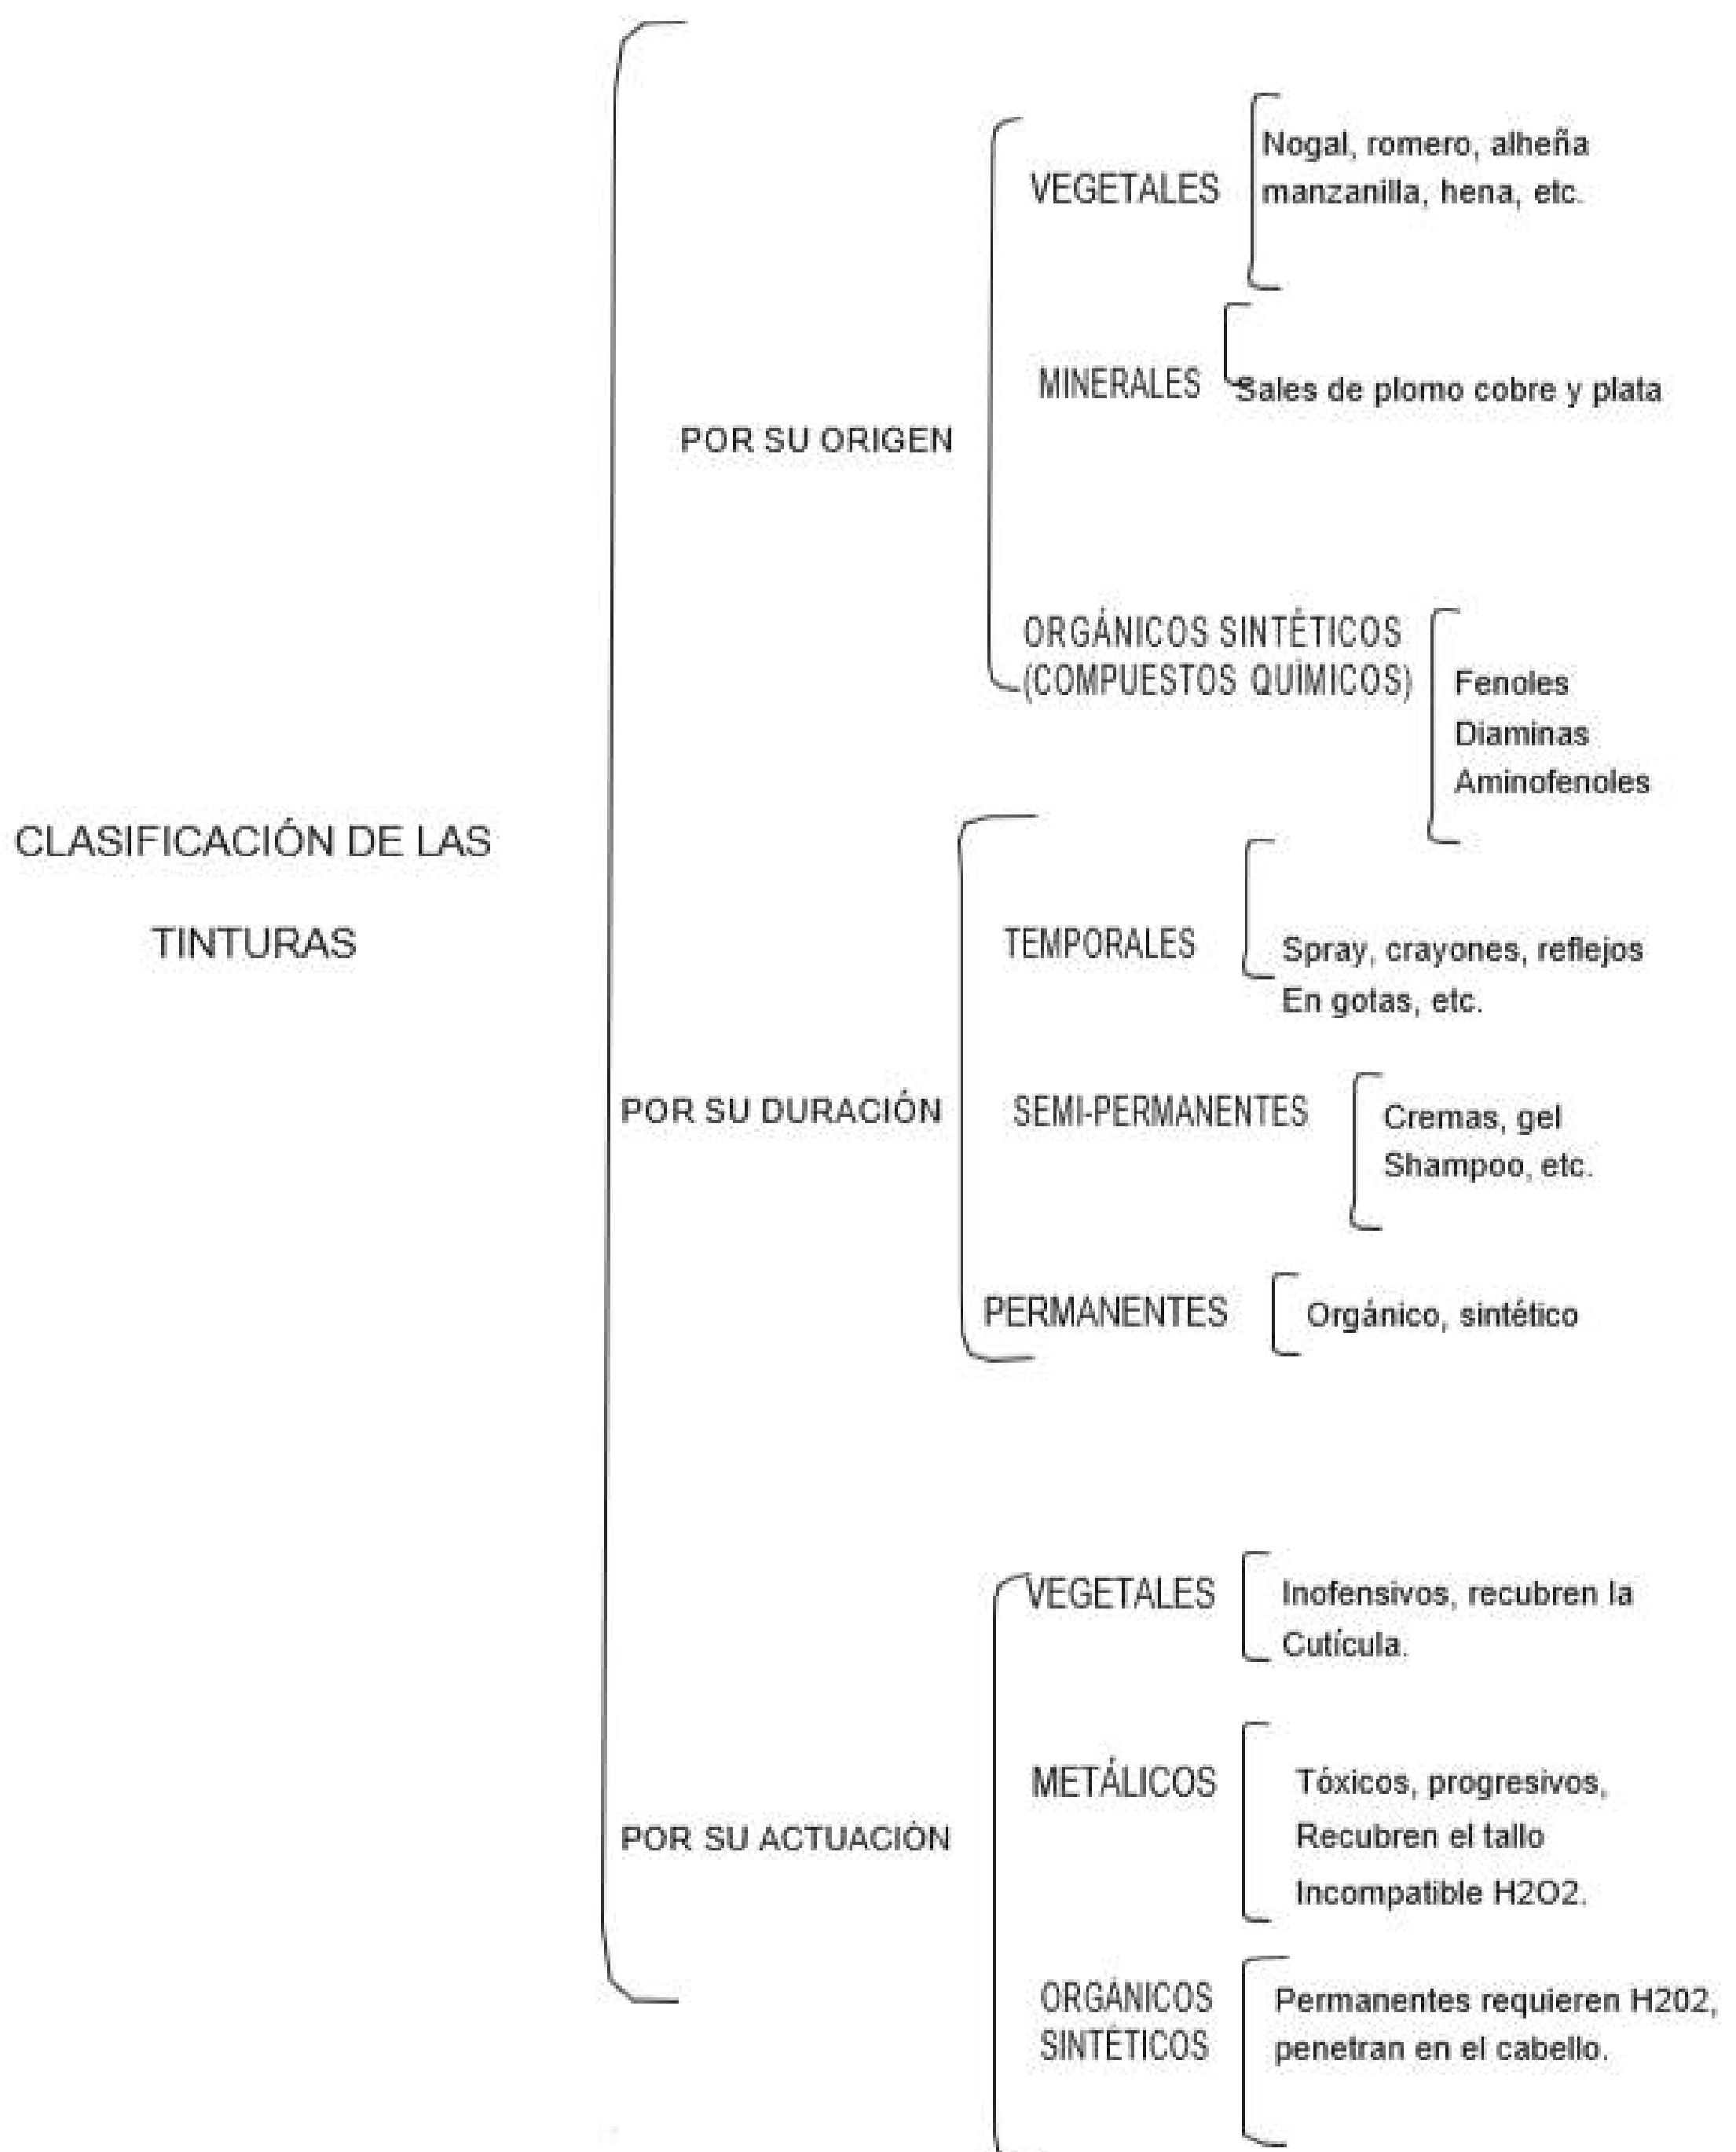 CLASIFICACIÓN DE LAS
TINTURAS
POR SU ORIGEN
VEGETALES
Nogal, romero, alheña
manzanilla, hena, etc.
MINERALES
Sales de plomo cobre y plata
ORGÁNICOS SINTÉTICOS
(COMPUESTOS QUÍMICOS)
Fenoles
Diaminas
Aminofenoles
POR SU DURACIÓN
TEMPORALES
Spray, crayones, reflejos
En gotas, etc.
SEMI-PERMANENTES
Cremas, gel
Shampoo, etc.
PERMANENTES
Orgánico, sintético
POR SU ACTUACIÓN
VEGETALES
Inofensivos, recubren la
Cutícula.
METÁLICOS
Tóxicos, progresivos,
Recubren el tallo
Incompatible H2O2.
ORGÁNICOS
SINTÉTICOS
Permanentes requieren H202,
penetran en el cabello.